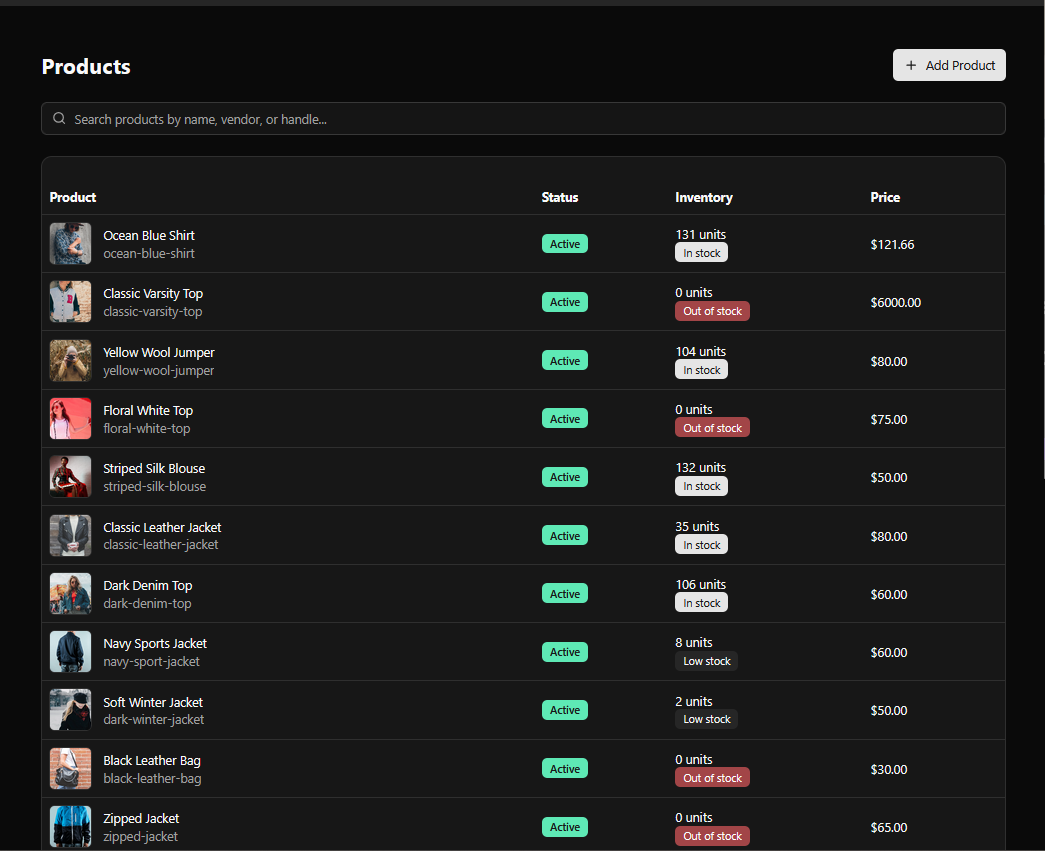 Products
Add Product
Search products by name, vendor, or handle...
Product Status Inventory Price
Ocean Blue Shirt
ocean-blue-shirt
Active
131 units
In stock
$121.66
Classic Varsity Top
classic-varsity-top
Active
0 units
Out of stock
$6000.00
Yellow Wool Jumper
yellow-wool-jumper
Active
104 units
In stock
$80.00
Floral White Top
floral-white-top
Active
0 units
Out of stock
$75.00
Striped Silk Blouse
striped-silk-blouse
Active
132 units
In stock
$50.00
Classic Leather Jacket
classic-leather-jacket
Active
35 units
In stock
$80.00
Dark Denim Top
dark-denim-top
Active
106 units
In stock
$60.00
Navy Sports Jacket
navy-sport-jacket
Active
8 units
Low stock
$60.00
Soft Winter Jacket
dark-winter-jacket
Active
2 units
Low stock
$50.00
Black Leather Bag
black-leather-bag
Active
0 units
Out of stock
$30.00
Zipped Jacket
zipped-jacket
Active
0 units
Out of stock
$65.00